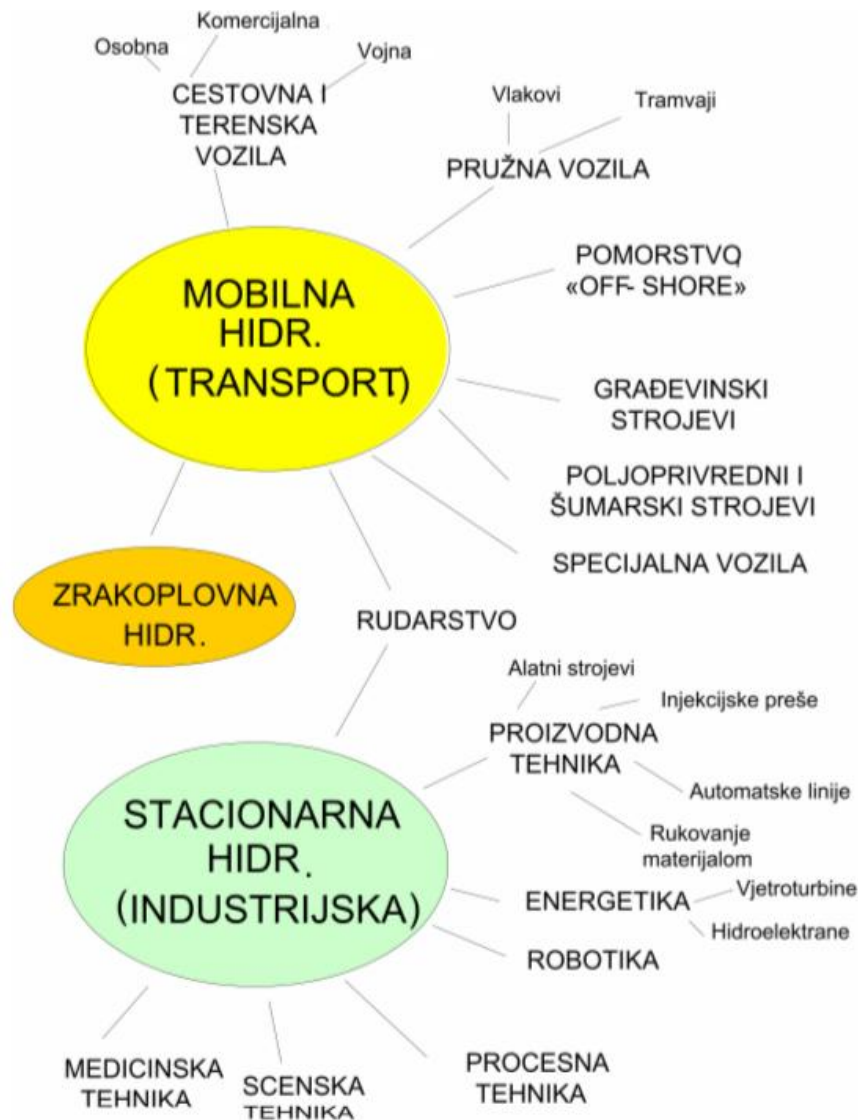 Komercijalna
Osobna
Vojna
CESTOVNA I
TERENSKA
VOZILA
Vlakovi
Tramvaji
PRUŽNA VOZILA
MOBILNA
HIDR.
(TRANSPORT.)
POMORSTVO,
«OFF- SHORE»
GRAĐEVINSKI
STROJEVI
POLJOPRIVREDNI I
ŠUMARSKI STROJEVI
SPECIJALNA VOZILA
ZRAKOPLOVNA
HIDR.
RUDARSTVO
Alatni strojevi
Injekcijske preše
PROIZVODNA
TEHNIKA
Automatske linije
Rukovanje
materijalom
STACIONARNA
HIDR.
(INDUSTRIJSKA)
ENERGETIKA
Vjetroturbine
Hidroelektrane
ROBOTIKA
MEDICINSKA
TEHNIKA
SCENSKA
TEHNIKA
PROCESNA
TEHNIKA